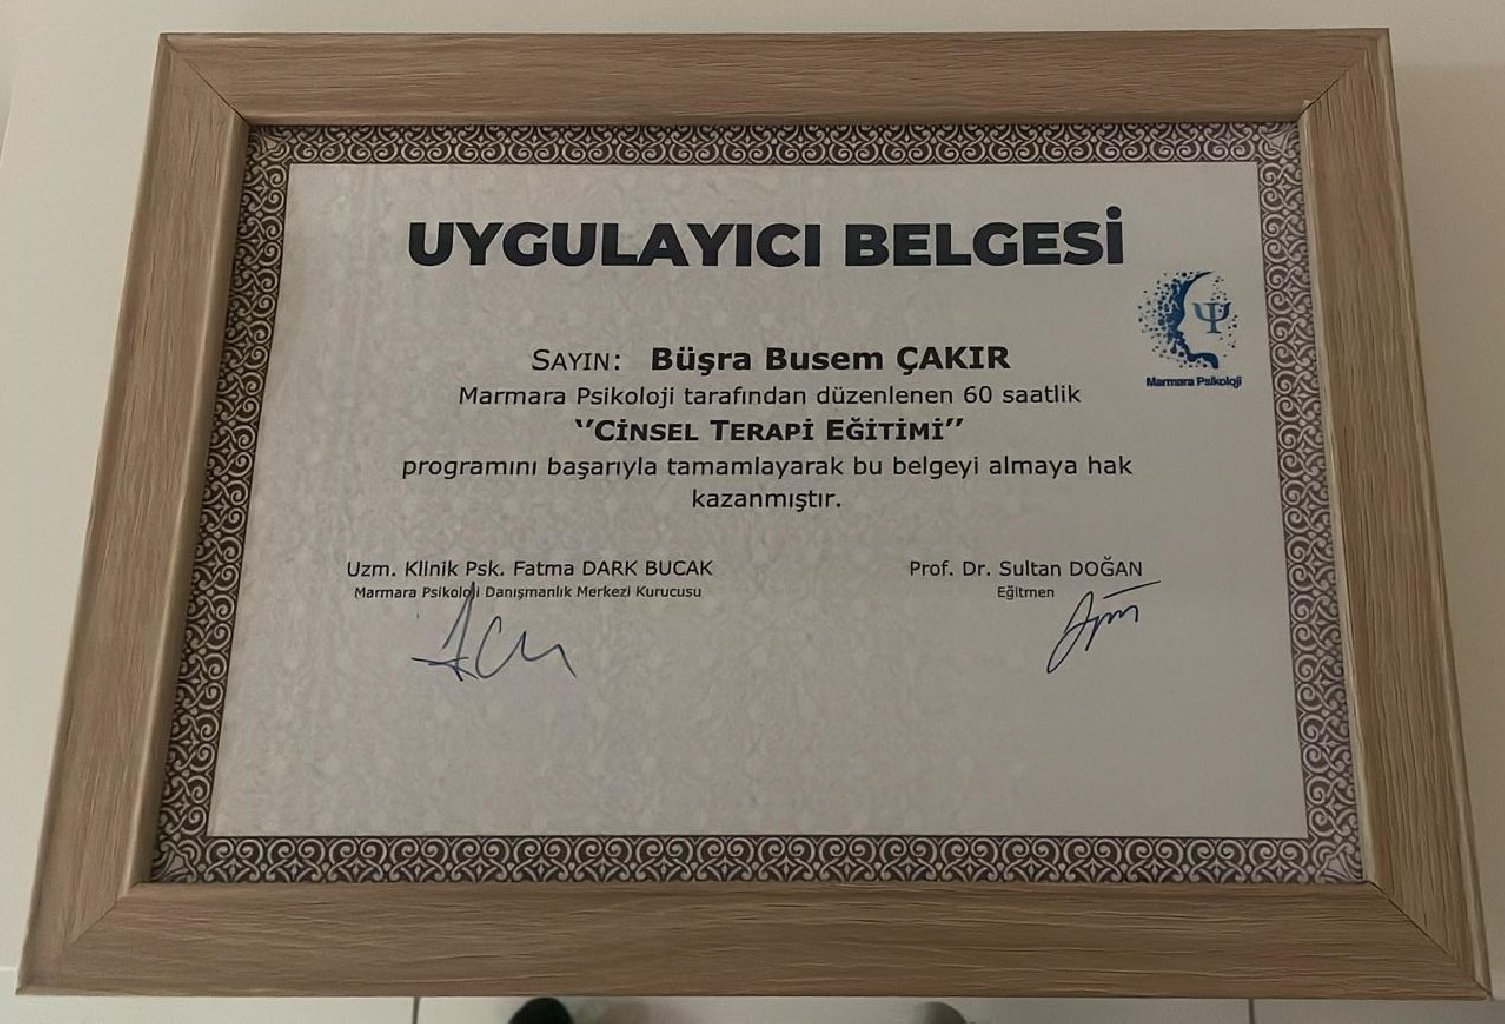 UYGULAYICI BELGESİ
Marmara Psikoloji
SAYIN: Büşra Busem ÇAKIR
Marmara Psikoloji tarafından düzenlenen 60 saatlik
‘’CİNSEL TERAPİ EĞİTİMİ’’
programını başarıyla tamamlayarak bu belgeyi almaya hak
kazanmıştır.
Uzm. Klinik Psk. Fatma DARK BUCAK
Marmara Psikoloji Danışmanlık Merkezi Kurucusu
Prof. Dr. Sultan DOĞAN
Eğitmen